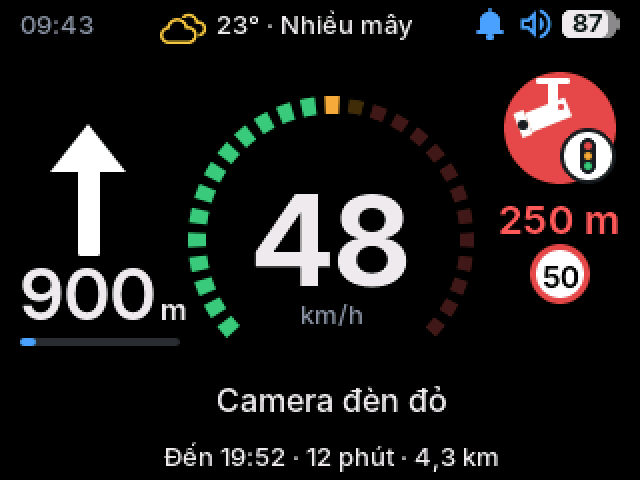 09:43
23° · Nhiều mây
87
250 m
50
48
km/h
900 m
Camera đèn đỏ
Đến 19:52 · 12 phút · 4,3 km